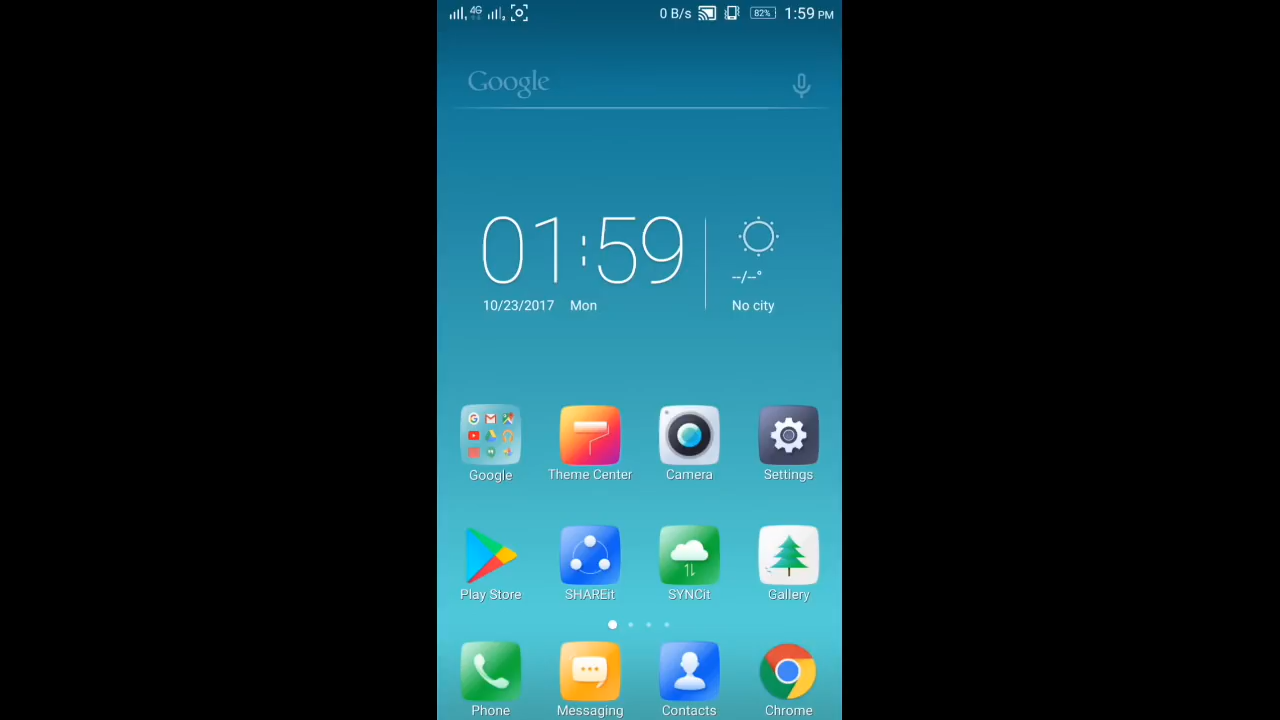 4G 0 B/s 82% 1:59 PM
Google
01:59
--/--°
10/23/2017 Mon No city
Google Theme Center Camera Settings
Play Store SHAREit SYNCit Gallery
Phone Messaging Contacts Chrome